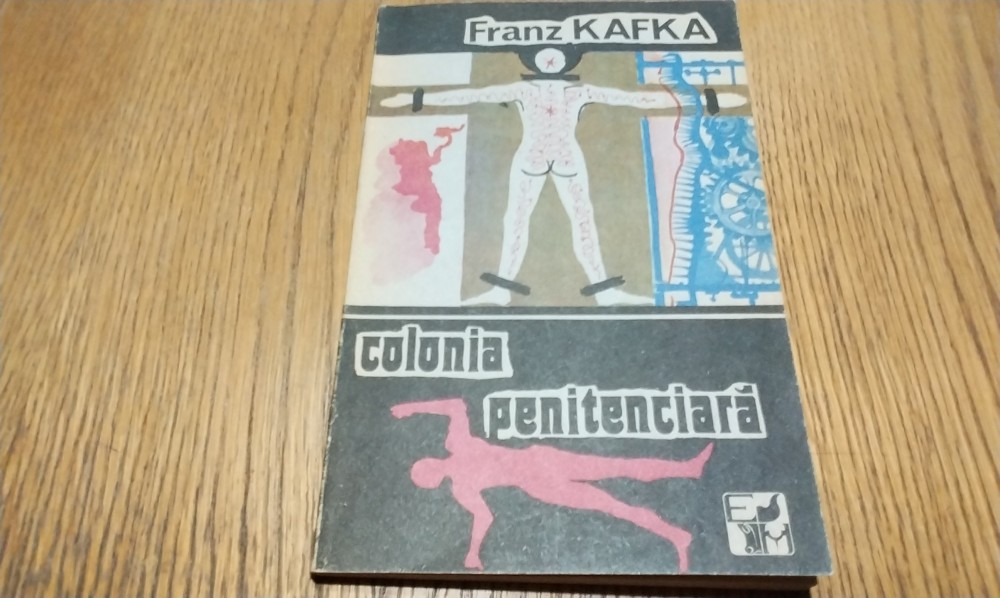 Franz KAFKA
colonia
penitenciară